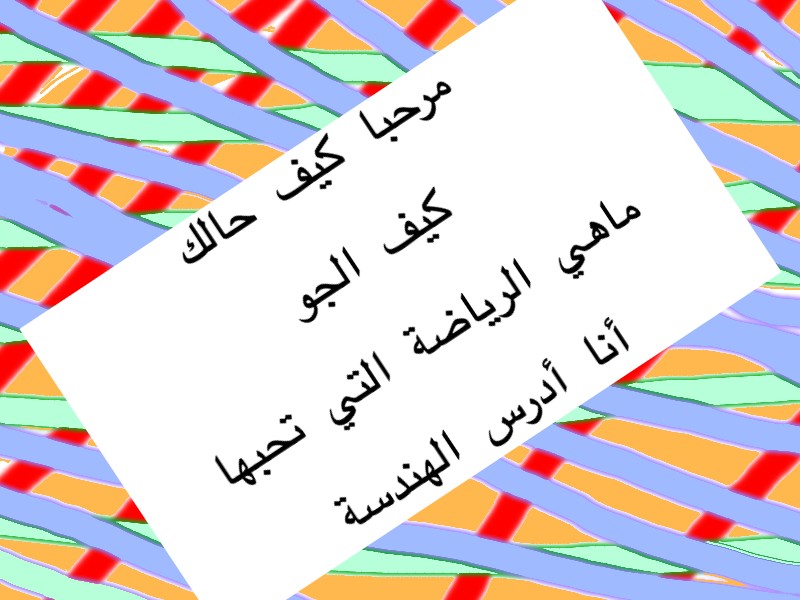 مرحبا كيف حالك
كيف الجو
ماهي الرياضة التي تحبها
أنا أدرس الهندسة